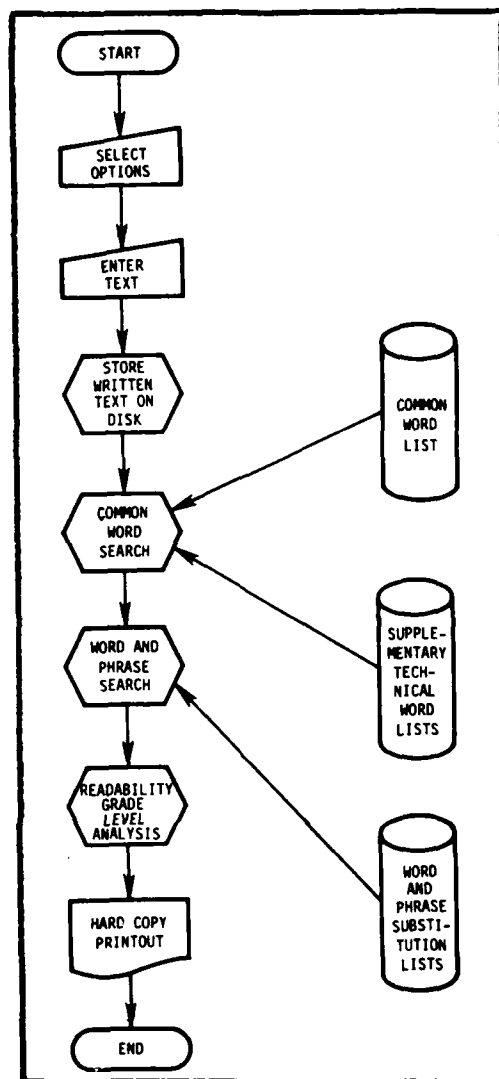 START
SELECT
OPTIONS
ENTER
TEXT
STORE
WRITTEN
TEXT ON
DISK
COMMON
WORD
LIST
COMMON
WORD
SEARCH
SUPPLE-
MENTARY
TECH-
NICAL
WORD
LISTS
WORD AND
PHRASE
SEARCH
READABILITY
GRADE
LEVEL
ANALYSIS
WORD
AND
PHRASE
SUBSTI-
TUTION
LISTS
HARD COPY
PRINTOUT
END